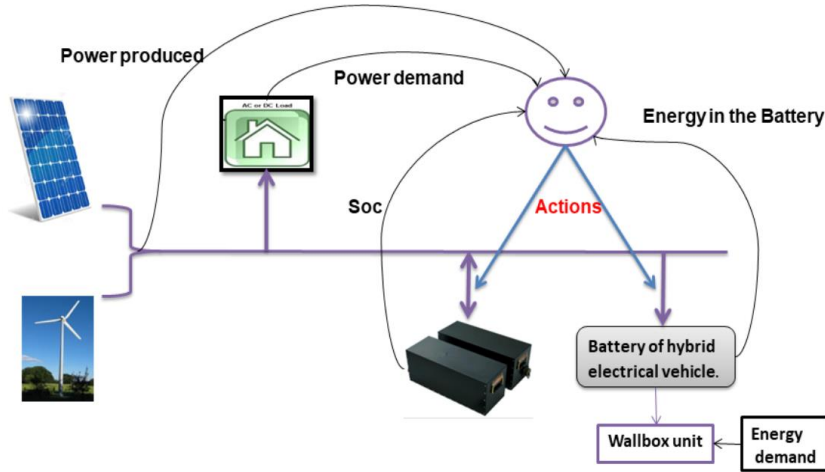 Power produced
AC or DC Load
Power demand
Energy in the Battery
Soc
Actions
Battery of hybrid
electrical vehicle.
Wallbox unit
Energy
demand